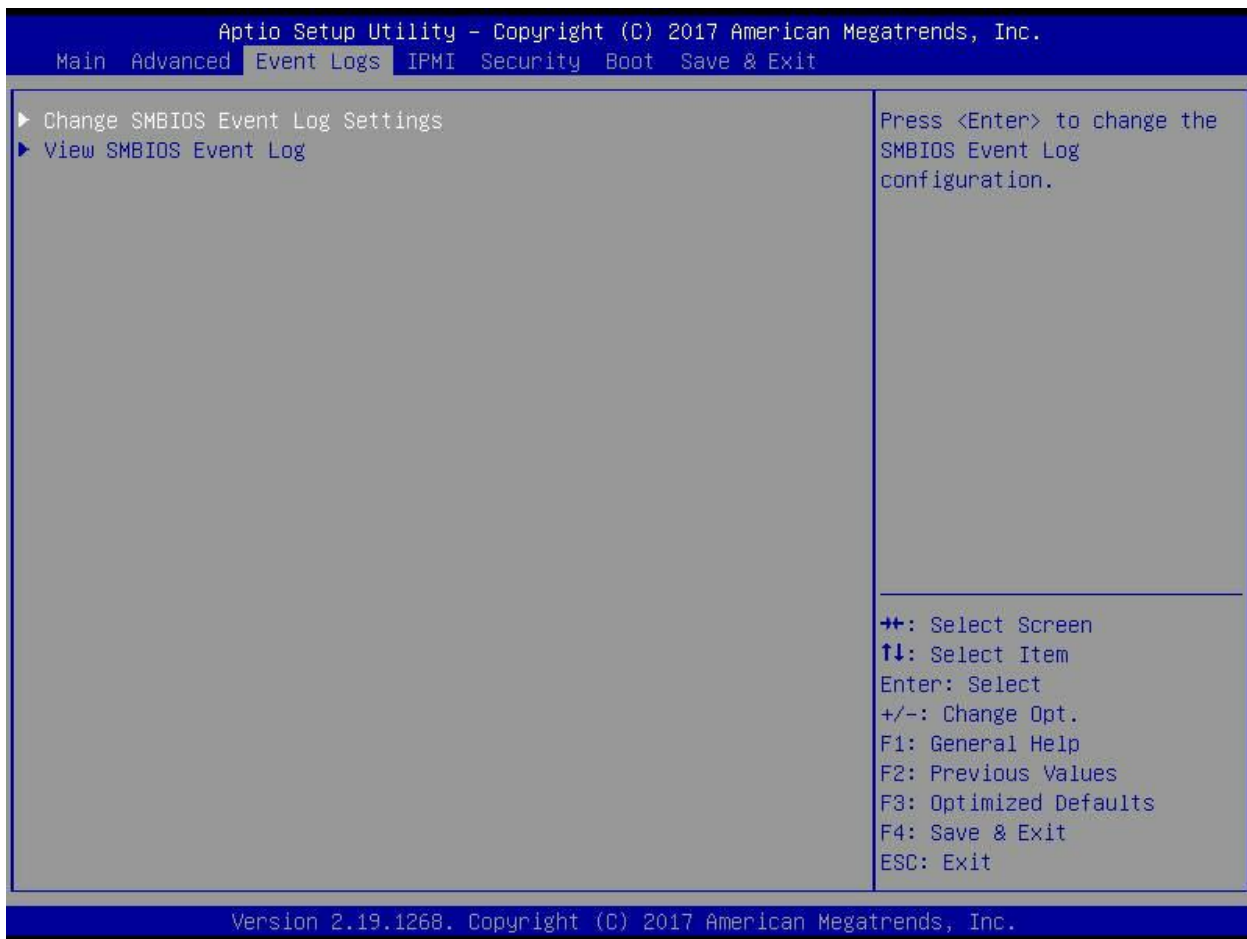 Aptio Setup Utility – Copyright (C) 2017 American Megatrends, Inc.
Main Advanced Event Logs IPMI Security Boot Save & Exit
▶ Change SMBIOS Event Log Settings
▶ View SMBIOS Event Log
Press <Enter> to change the
SMBIOS Event Log
configuration.
→←: Select Screen
↑↓: Select Item
Enter: Select
+/-: Change Opt.
F1: General Help
F2: Previous Values
F3: Optimized Defaults
F4: Save & Exit
ESC: Exit
Version 2.19.1268. Copyright (C) 2017 American Megatrends, Inc.